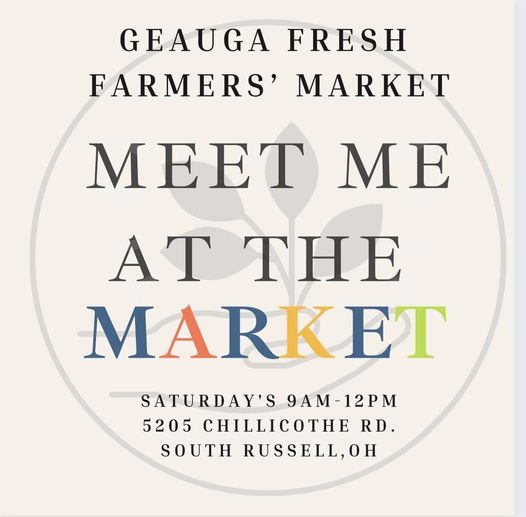 GEAUGA FRESH
FARMERS’ MARKET
MEET ME
AT THE
MARKET
SATURDAY'S 9AM-12PM
5205 CHILLICOTHE RD.
SOUTH RUSSELL,OH